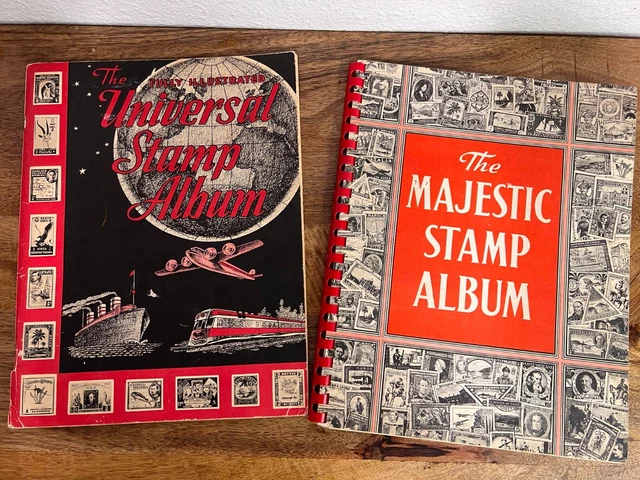 The FULLY ILLUSTRATED
Universal
Stamp
Album
The
MAJESTIC
STAMP
ALBUM